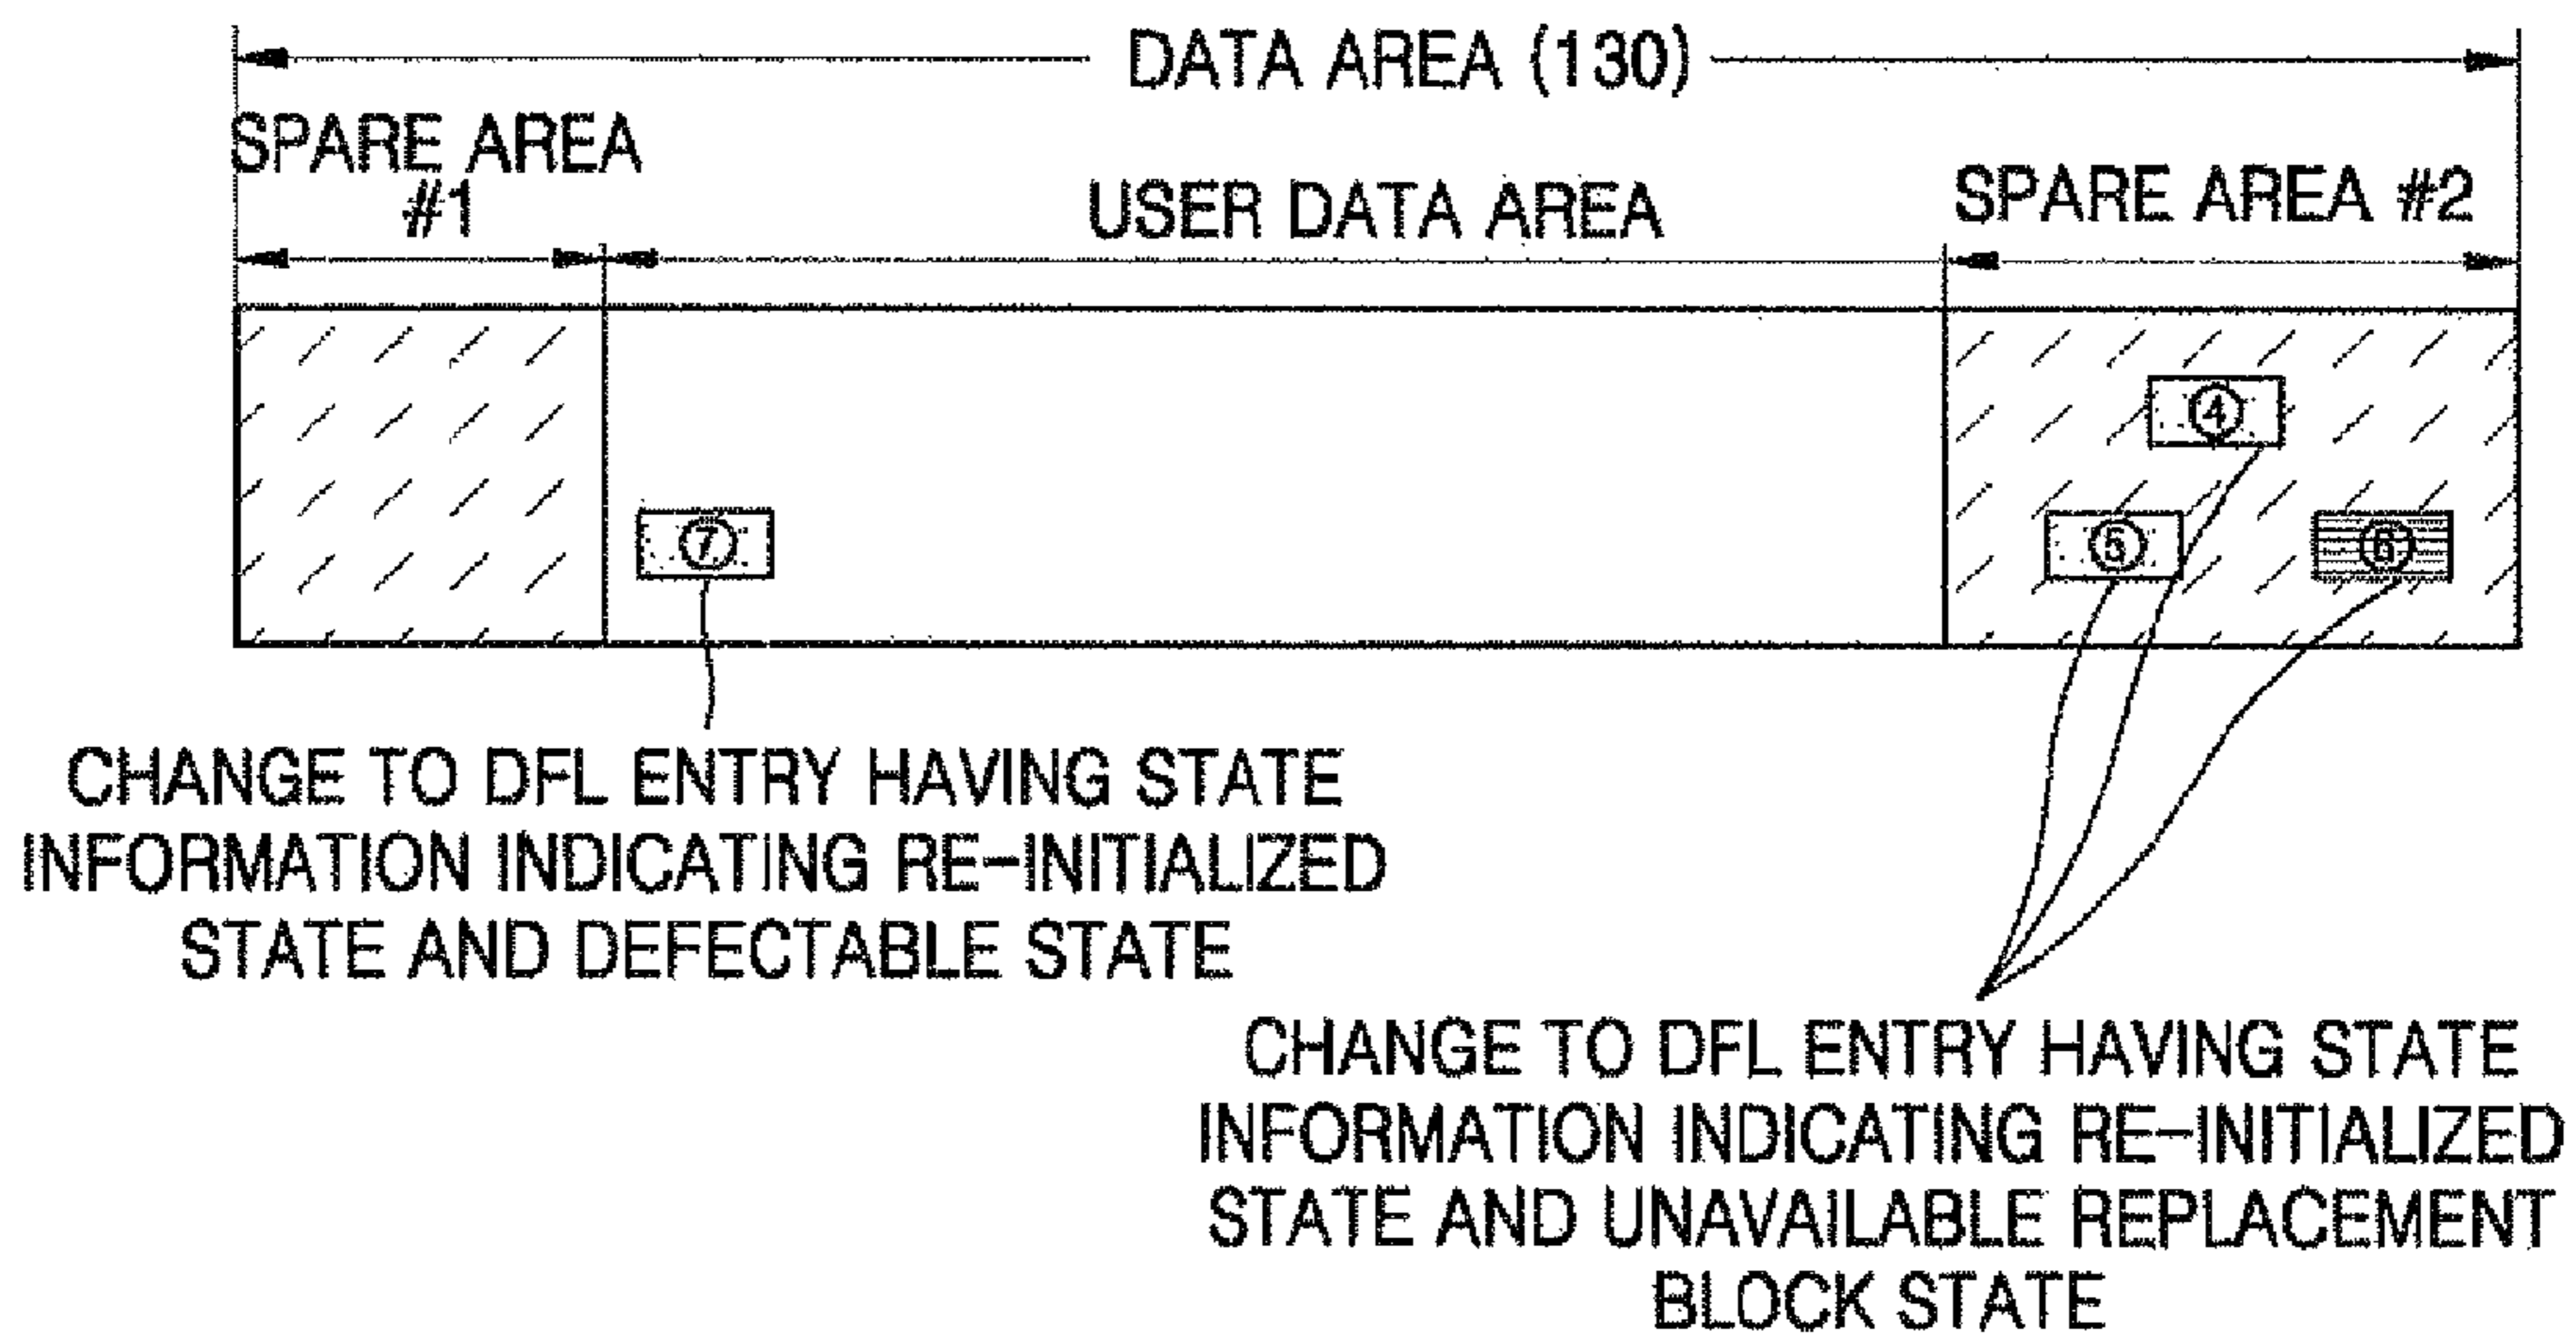 DATA AREA (130)
SPARE AREA
#1
USER DATA AREA
SPARE AREA #2
④
⑤
⑥
⑦
CHANGE TO DFL ENTRY HAVING STATE
INFORMATION INDICATING RE-INITIALIZED
STATE AND DEFECTABLE STATE
CHANGE TO DFL ENTRY HAVING STATE
INFORMATION INDICATING RE-INITIALIZED
STATE AND UNAVAILABLE REPLACEMENT
BLOCK STATE